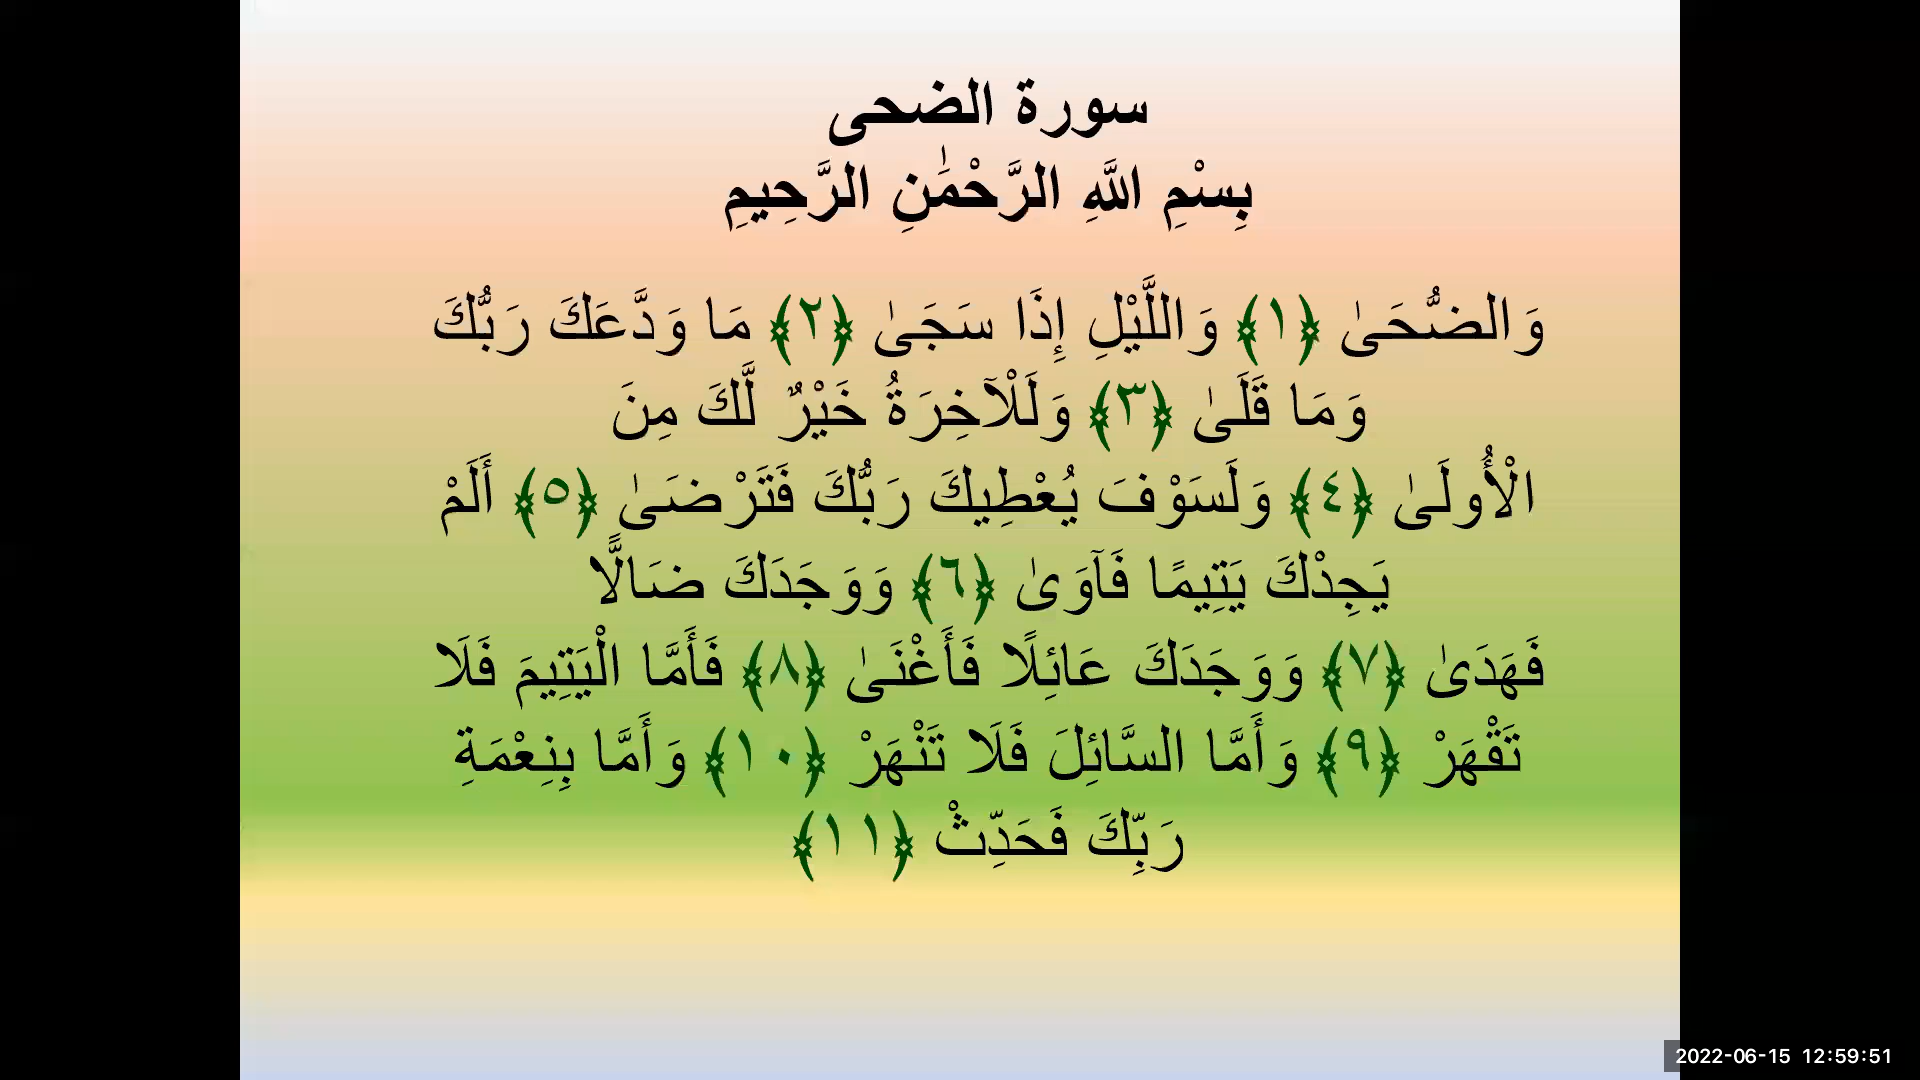 سورة الضحى
بِسْمِ اللَّهِ الرَّحْمَٰنِ الرَّحِيمِ
وَالضُّحَىٰ ﴿١﴾ وَاللَّيْلِ إِذَا سَجَىٰ ﴿٢﴾ مَا وَدَّعَكَ رَبُّكَ
وَمَا قَلَىٰ ﴿٣﴾ وَلَلْآخِرَةُ خَيْرٌ لَّكَ مِنَ
الْأُولَىٰ ﴿٤﴾ وَلَسَوْفَ يُعْطِيكَ رَبُّكَ فَتَرْضَىٰ ﴿٥﴾ أَلَمْ
يَجِدْكَ يَتِيمًا فَآوَىٰ ﴿٦﴾ وَوَجَدَكَ ضَالًّا
فَهَدَىٰ ﴿٧﴾ وَوَجَدَكَ عَائِلًا فَأَغْنَىٰ ﴿٨﴾ فَأَمَّا الْيَتِيمَ فَلَا
تَقْهَرْ ﴿٩﴾ وَأَمَّا السَّائِلَ فَلَا تَنْهَرْ ﴿١٠﴾ وَأَمَّا بِنِعْمَةِ
رَبِّكَ فَحَدِّثْ ﴿١١﴾
2022-06-15 12:59:51